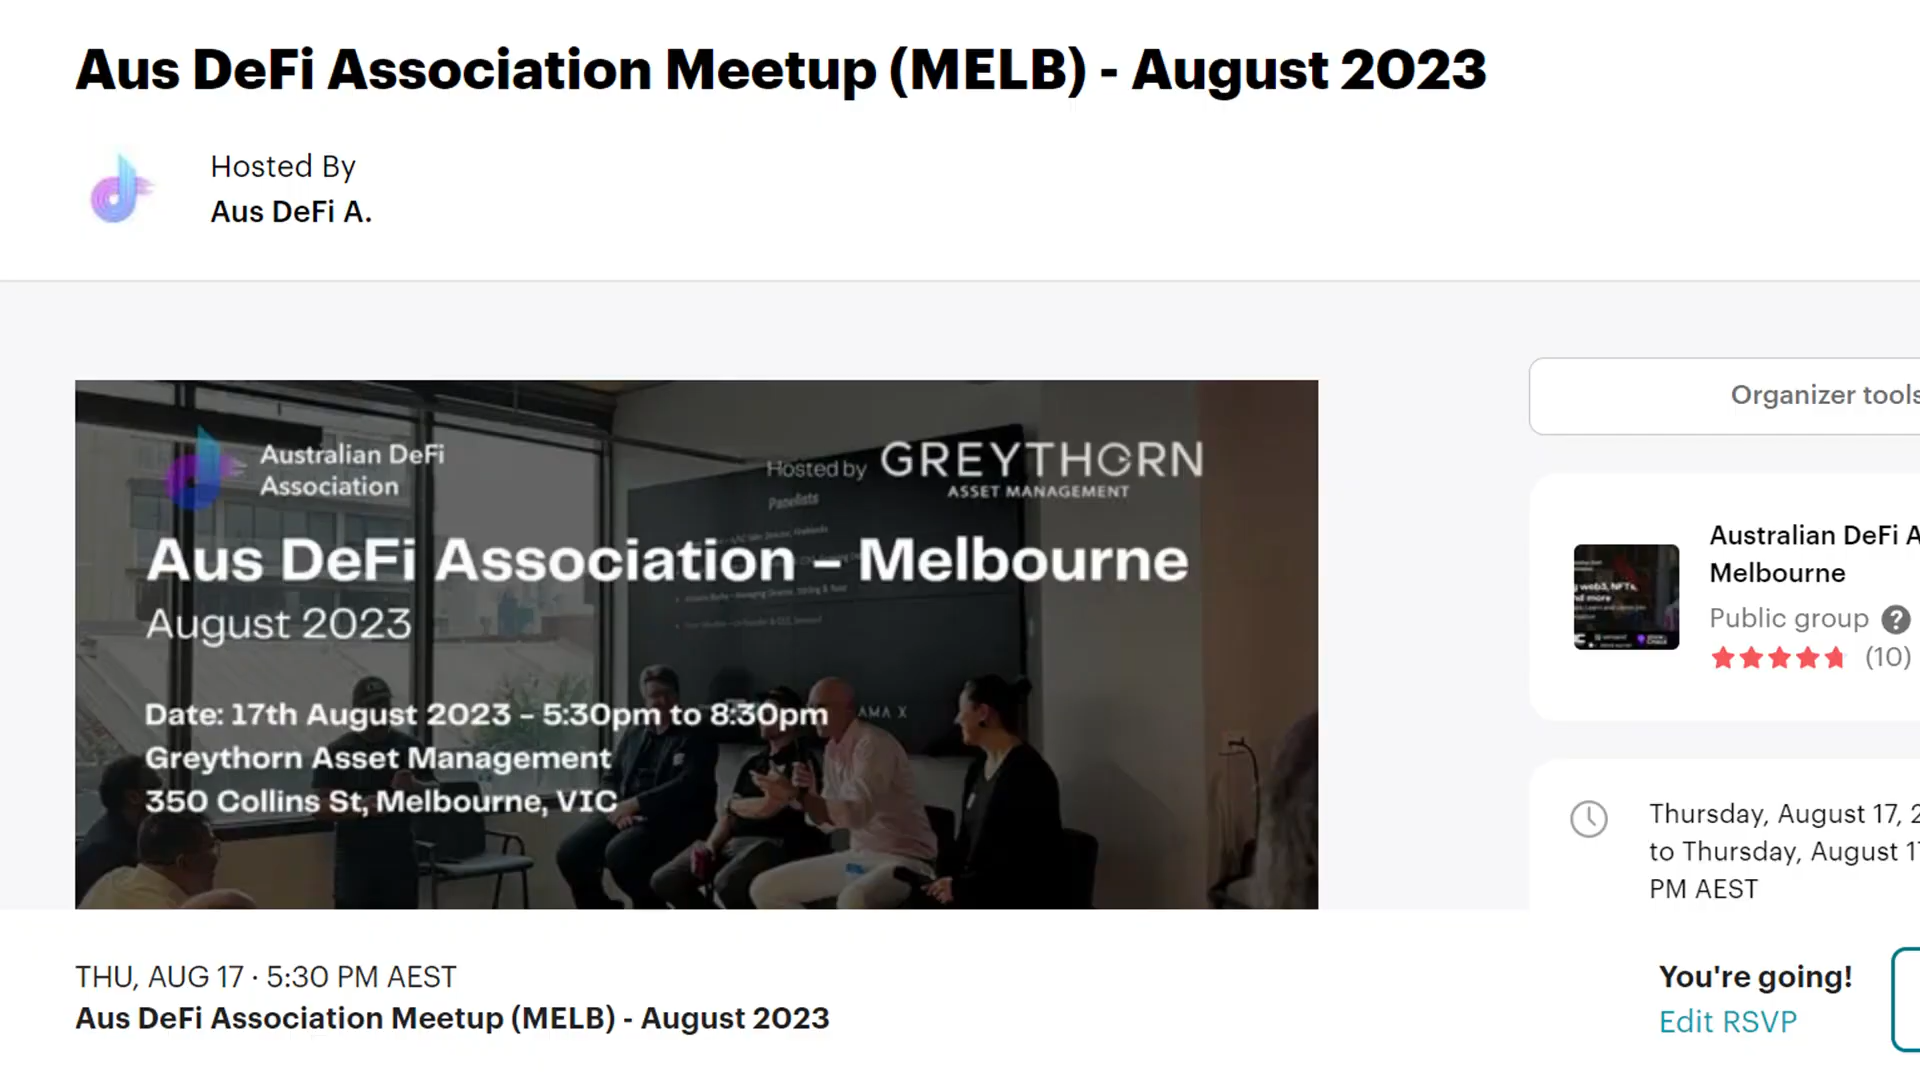 Aus DeFi Association Meetup (MELB) - August 2023
Hosted By
Aus DeFi A.
Organizer tools
Australian DeFi
Association
Hosted by GREYTHORN
ASSET MANAGEMENT
Panelists
Aus DeFi Association – Melbourne
August 2023
Date: 17th August 2023 – 5:30pm to 8:30pm
AMA X
Greythorn Asset Management
350 Collins St, Melbourne, VIC
Australian DeFi A
Melbourne
Public group
(10)
Thursday, August 17, 2
to Thursday, August 17
PM AEST
THU, AUG 17 · 5:30 PM AEST
Aus DeFi Association Meetup (MELB) - August 2023
You're going!
Edit RSVP